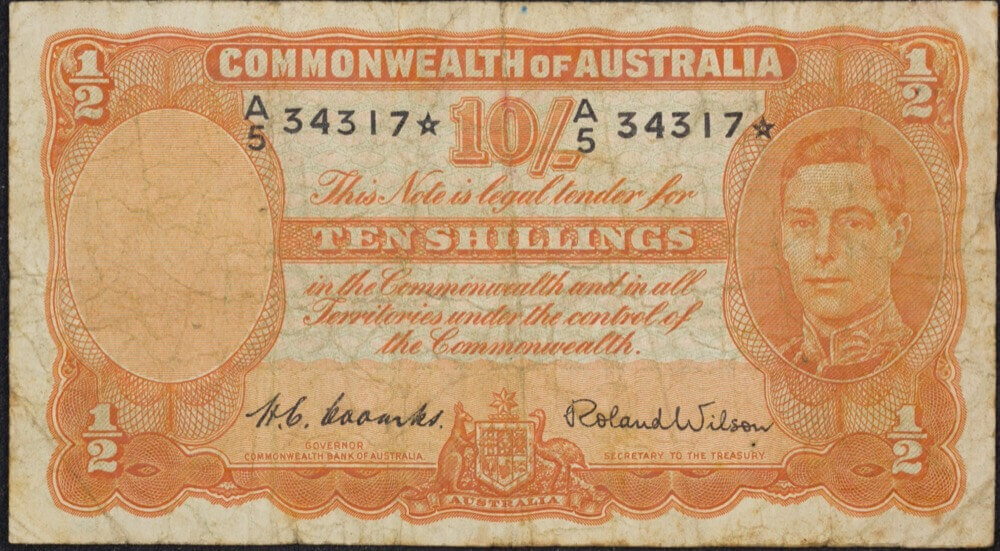 1/2 COMMONWEALTH OF AUSTRALIA 1/2
A/5 34317☆ 10/- A/5 34317☆
This Note is legal tender for
TEN SHILLINGS
in the Commonwealth and in all
Territories under the control of
the Commonwealth.
H.C. Coombs. Roland Wilson
GOVERNOR
COMMONWEALTH BANK OF AUSTRALIA. SECRETARY TO THE TREASURY.
1/2 1/2
AUSTRALIA